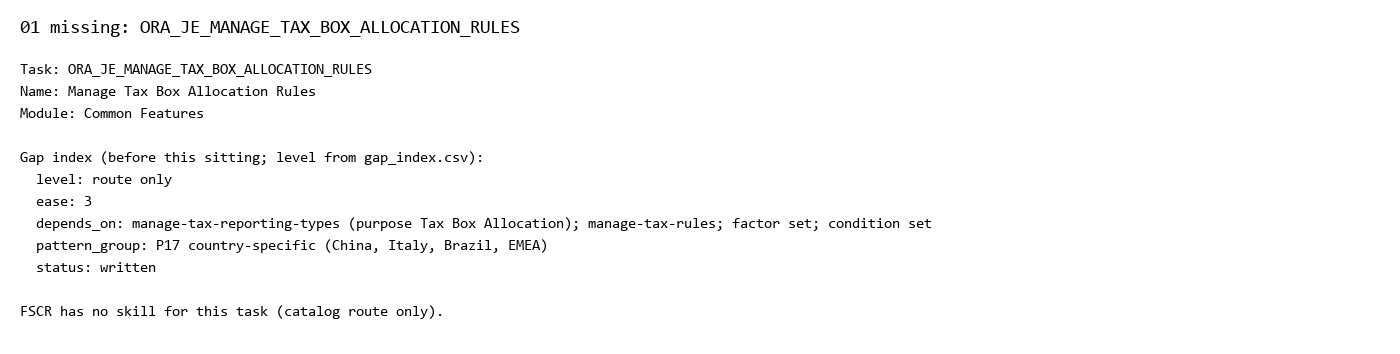 01 missing: ORA_JE_MANAGE_TAX_BOX_ALLOCATION_RULES
Task: ORA_JE_MANAGE_TAX_BOX_ALLOCATION_RULES
Name: Manage Tax Box Allocation Rules
Module: Common Features
Gap index (before this sitting; level from gap_index.csv):
level: route only
ease: 3
depends_on: manage-tax-reporting-types (purpose Tax Box Allocation); manage-tax-rules; factor set; condition set
pattern_group: P17 country-specific (China, Italy, Brazil, EMEA)
status: written
FSCR has no skill for this task (catalog route only).